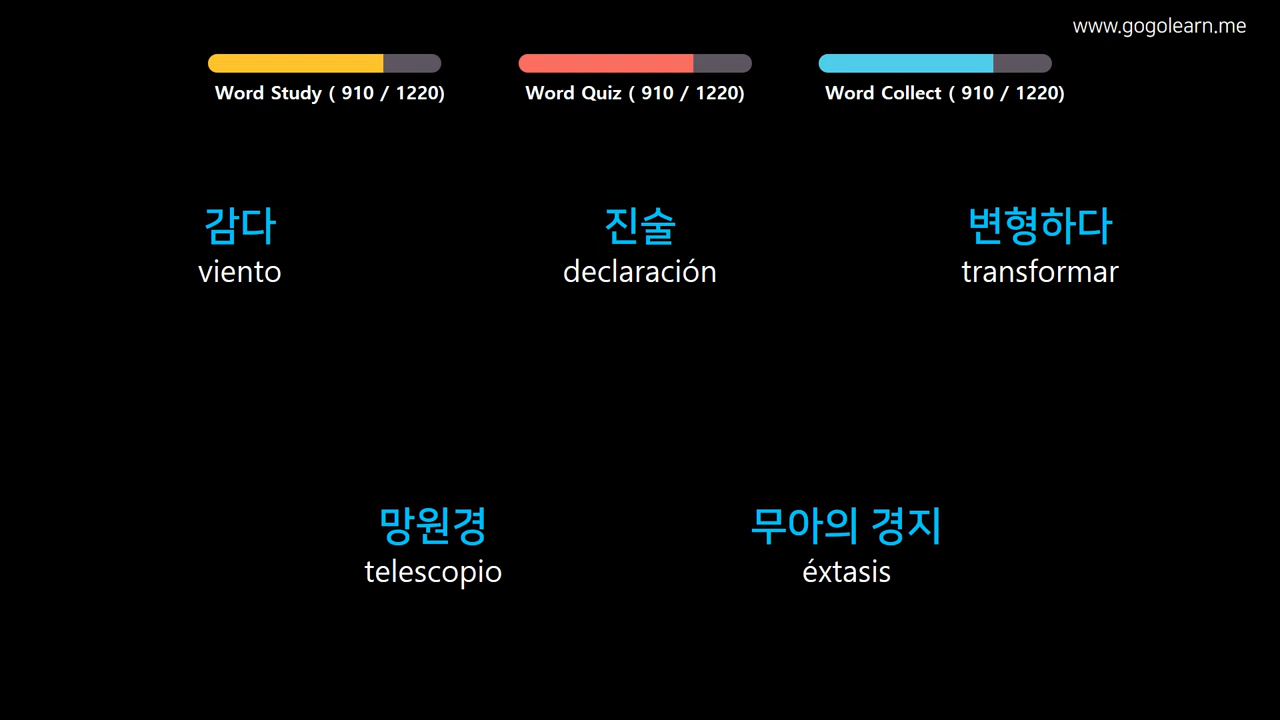 www.gogolearn.me
Word Study ( 910 / 1220)
Word Quiz ( 910 / 1220)
Word Collect ( 910 / 1220)
감다
viento
진술
declaración
변형하다
transformar
망원경
telescopio
무아의 경지
éxtasis